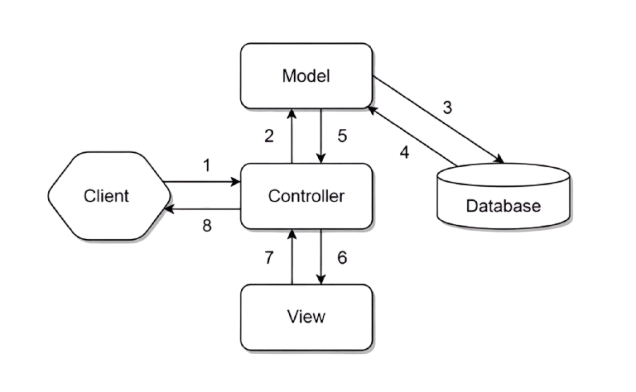 Model
3
2
5
4
1
Client
Controller
Database
8
7
6
View